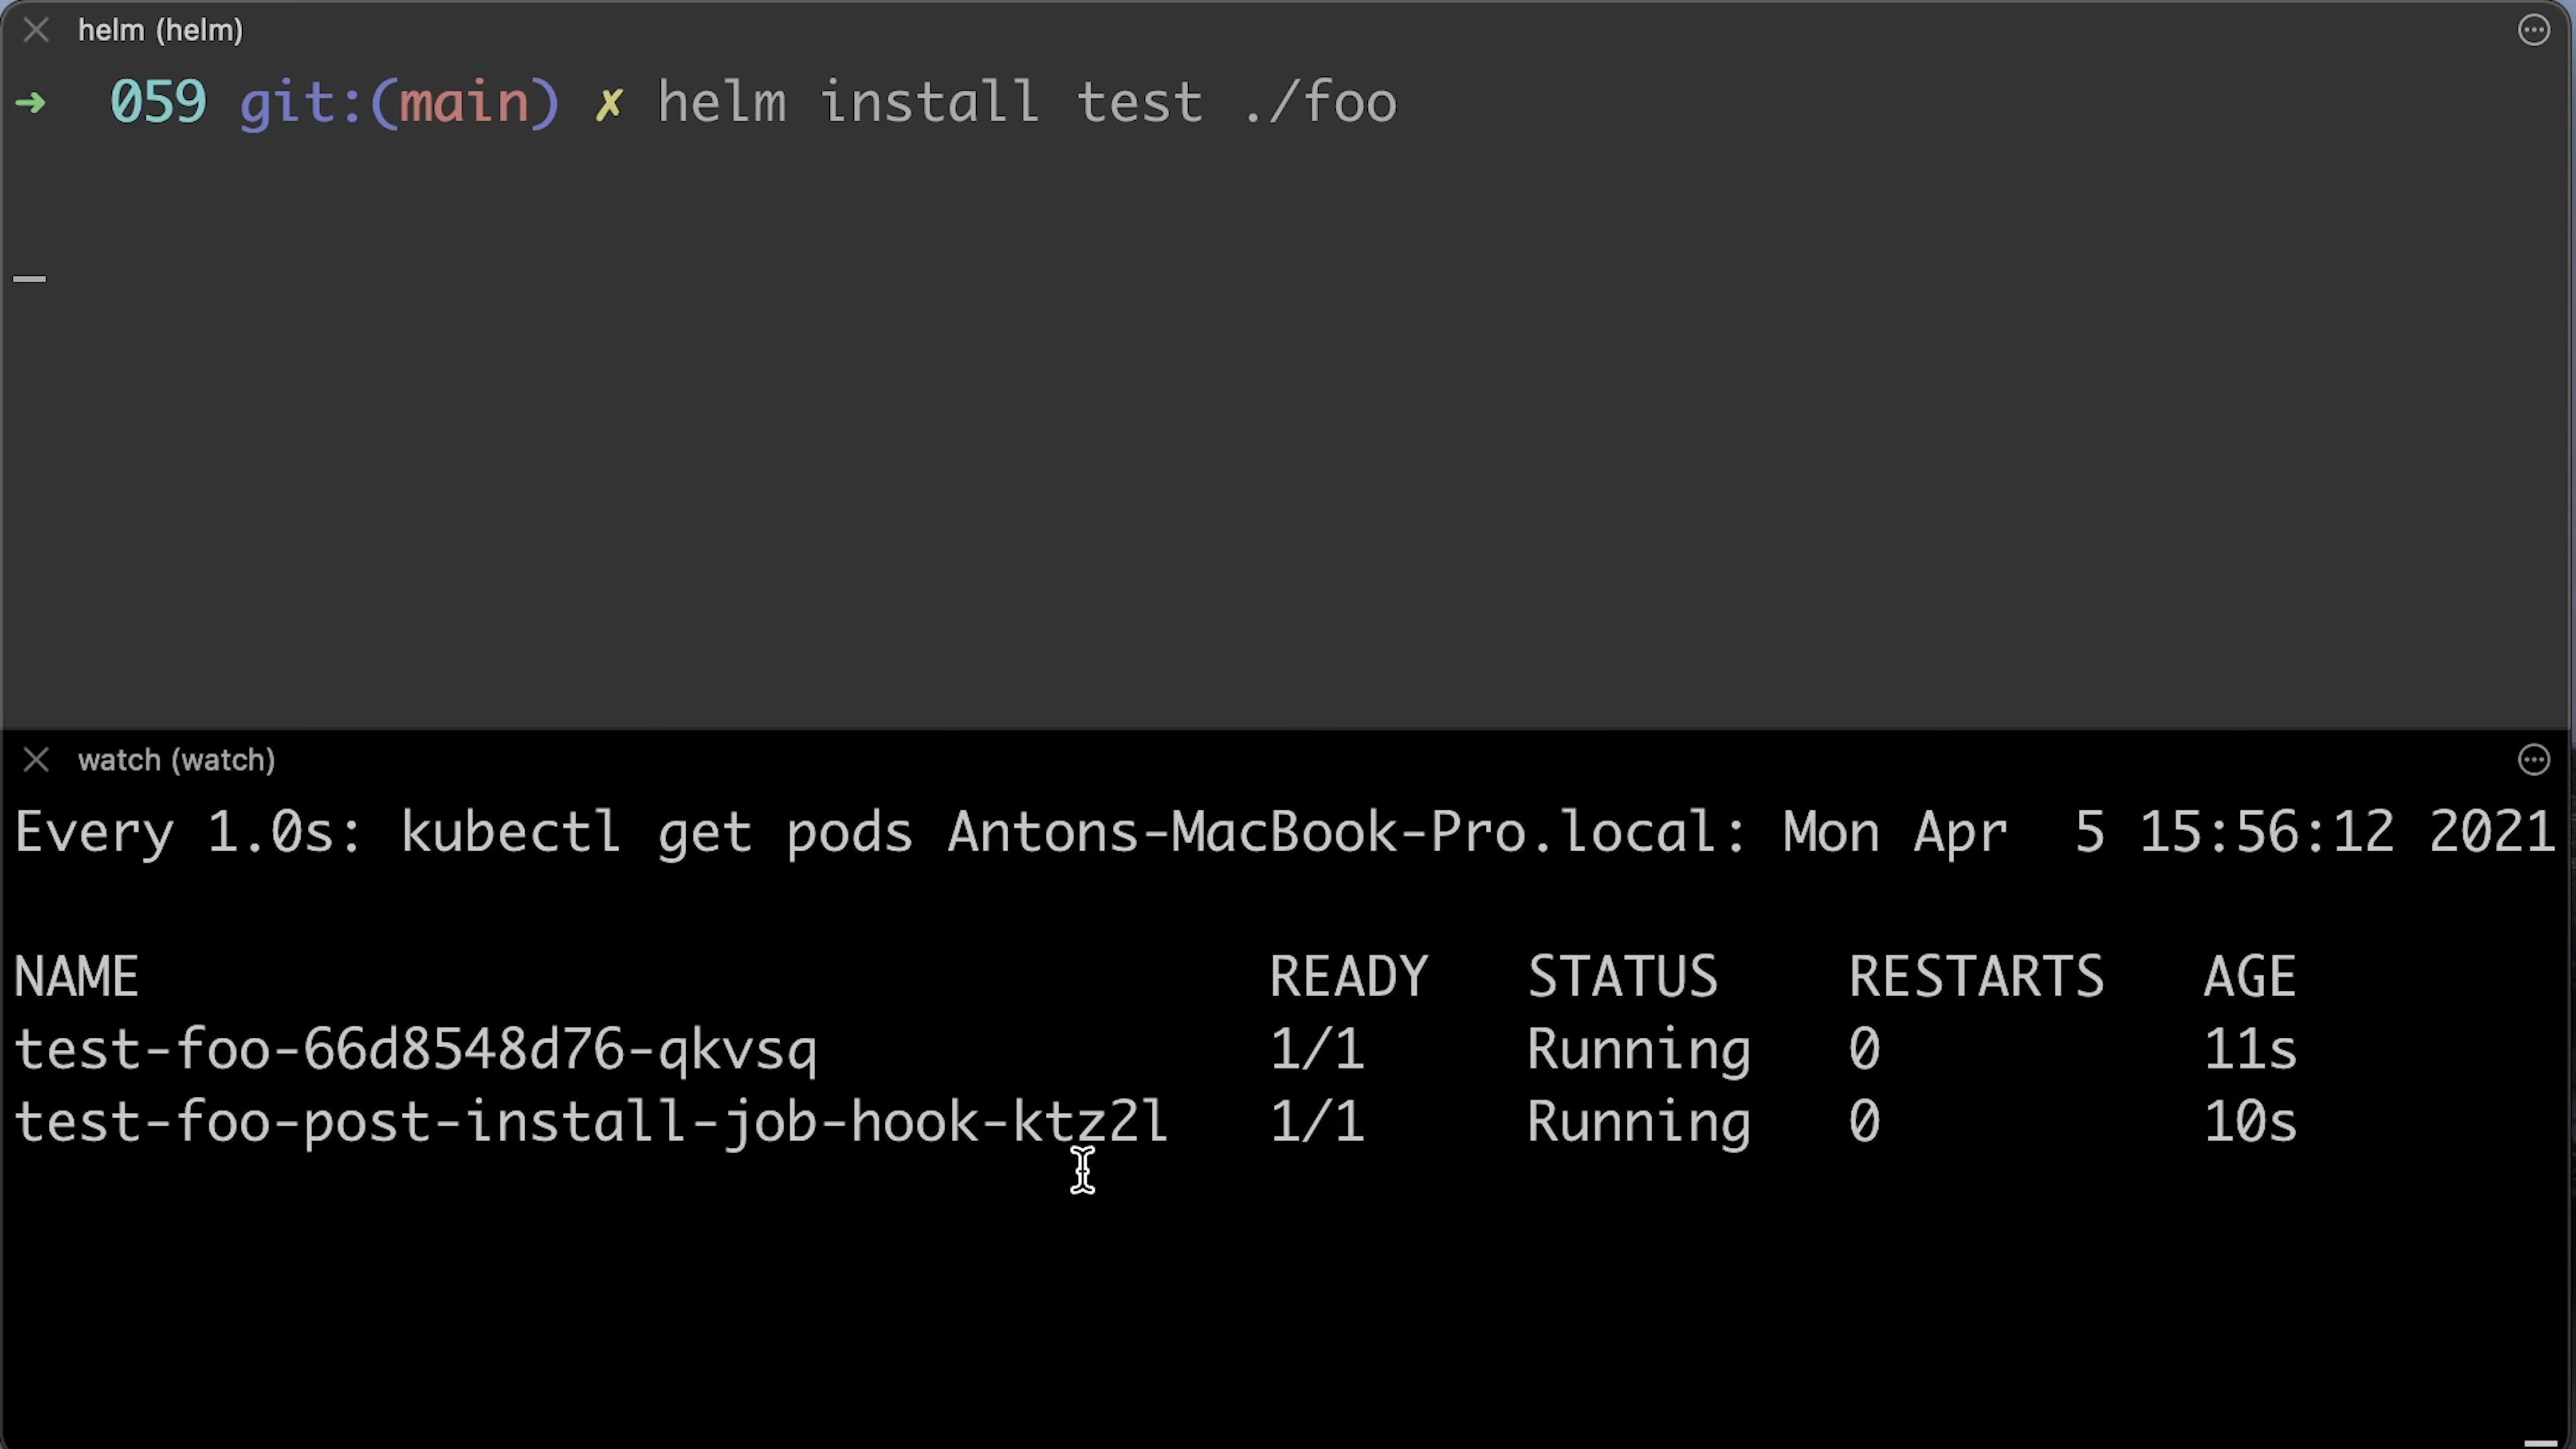 helm (helm)
➜ 059 git:(main) ✗ helm install test ./foo
watch (watch)
Every 1.0s: kubectl get pods Antons-MacBook-Pro.local: Mon Apr  5 15:56:12 2021
NAME READY STATUS RESTARTS AGE
test-foo-66d8548d76-qkvsq 1/1 Running 0 11s
test-foo-post-install-job-hook-ktz2l 1/1 Running 0 10s